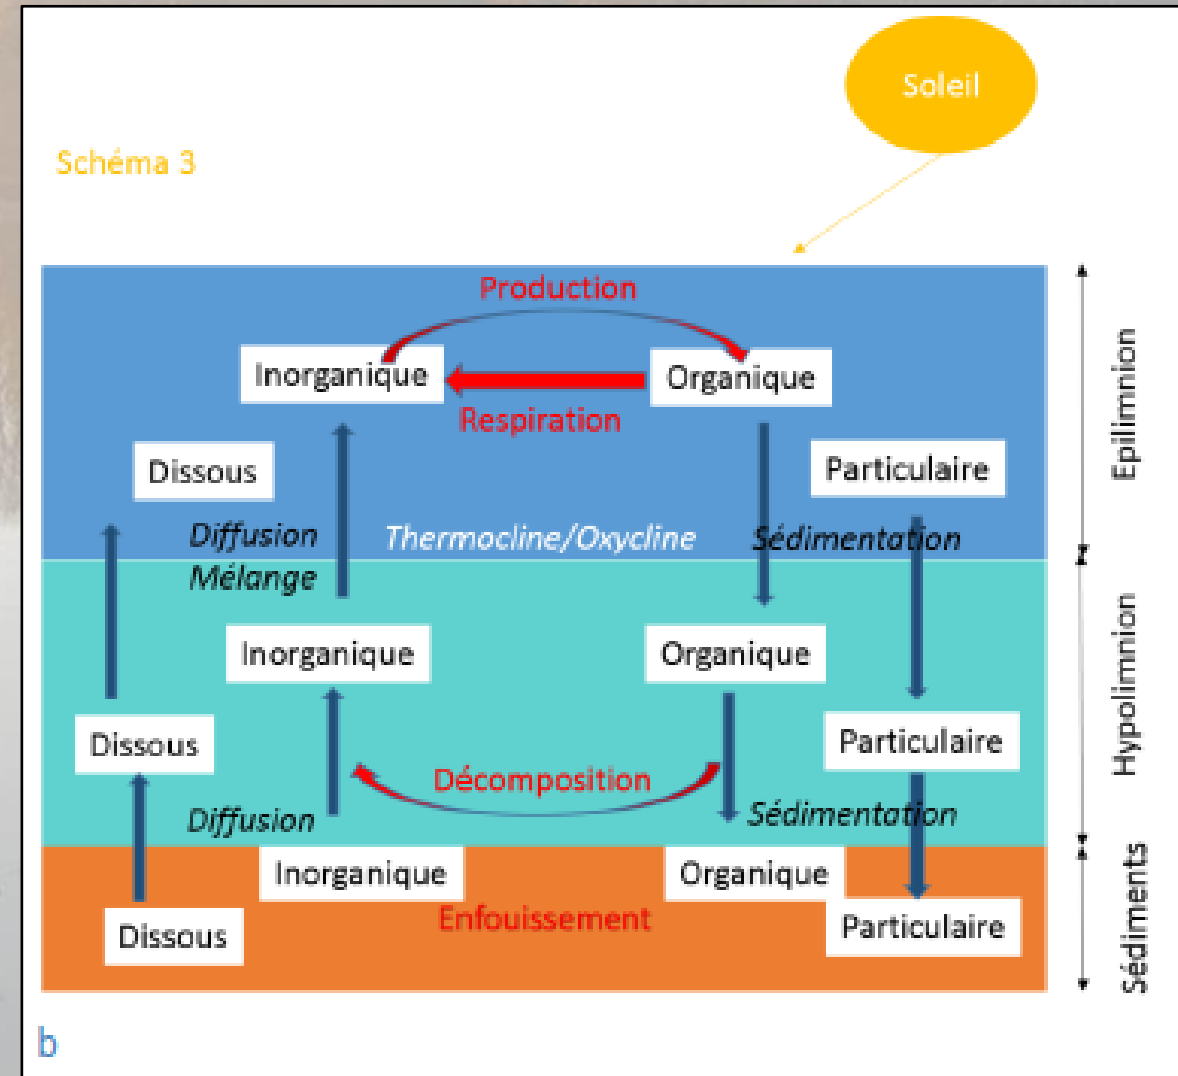 Soleil
Schéma 3
Production
Inorganique
Organique
Respiration
Dissous
Particulaire
Diffusion
Thermocline/Oxycline
Sédimentation
Mélange
Epilimnion
Inorganique
Organique
Dissous
Particulaire
Décomposition
Diffusion
Sédimentation
Hypolimnion
Inorganique
Organique
Enfouissement
Dissous
Particulaire
Sédiments
b